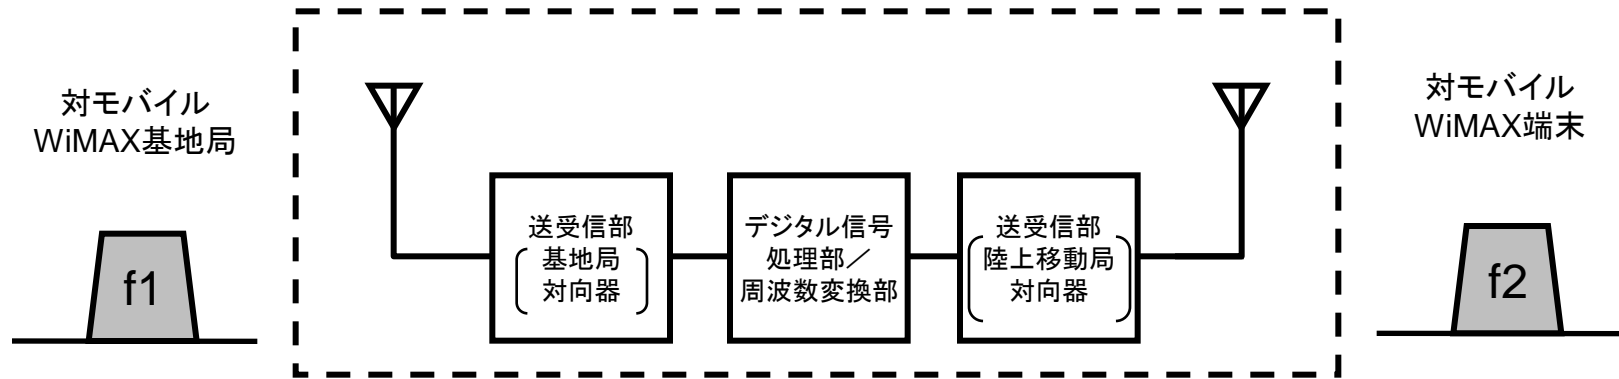 対モバイル
WiMAX基地局
f1
送受信部
基地局
対向器
デジタル信号
処理部／
周波数変換部
送受信部
陸上移動局
対向器
対モバイル
WiMAX端末
f2